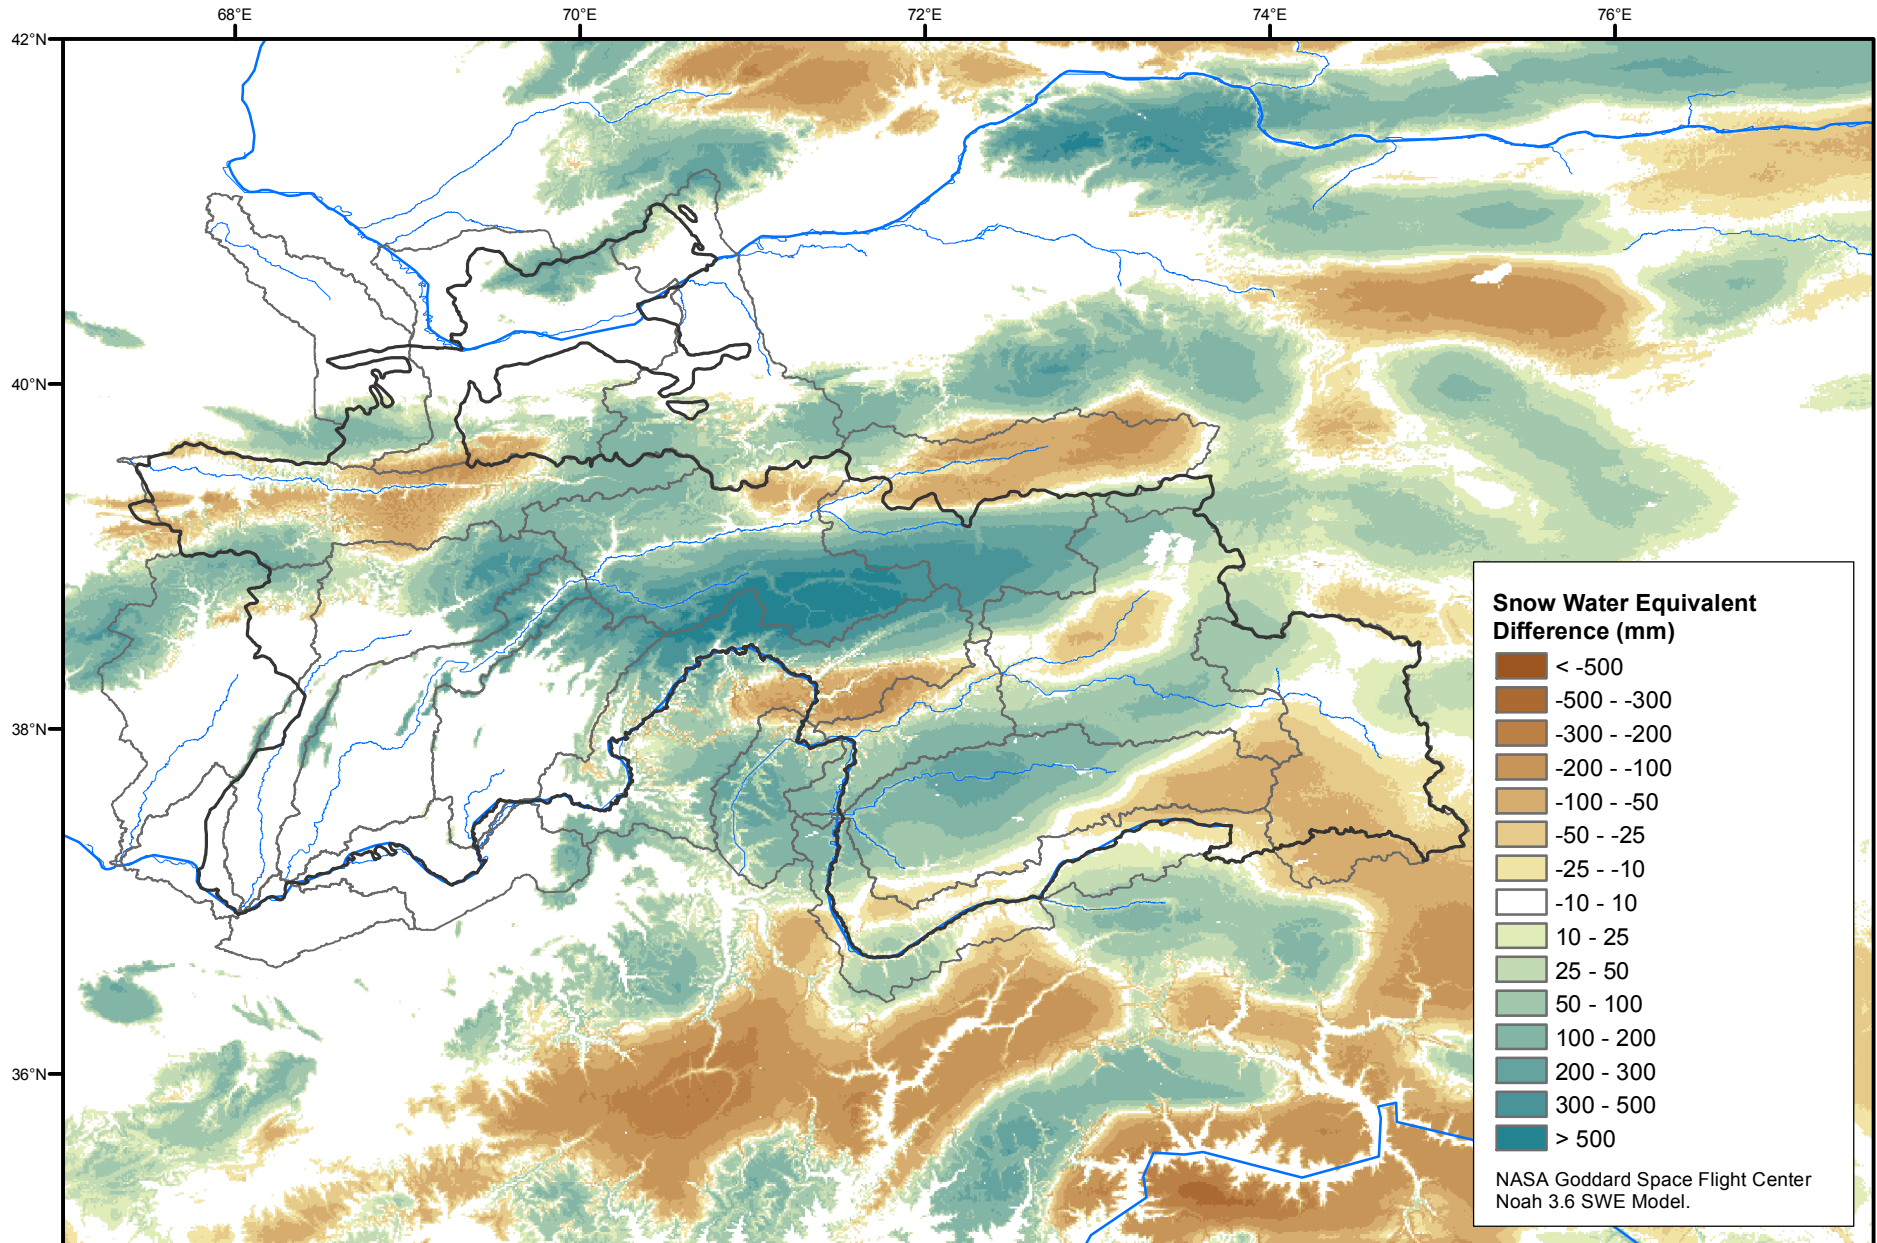 68°E 70°E 72°E 74°E 76°E
42°N
40°N
38°N
36°N
Snow Water Equivalent
Difference (mm)
< -500
-500 - -300
-300 - -200
-200 - -100
-100 - -50
-50 - -25
-25 - -10
-10 - 10
10 - 25
25 - 50
50 - 100
100 - 200
200 - 300
300 - 500
> 500
NASA Goddard Space Flight Center
Noah 3.6 SWE Model.